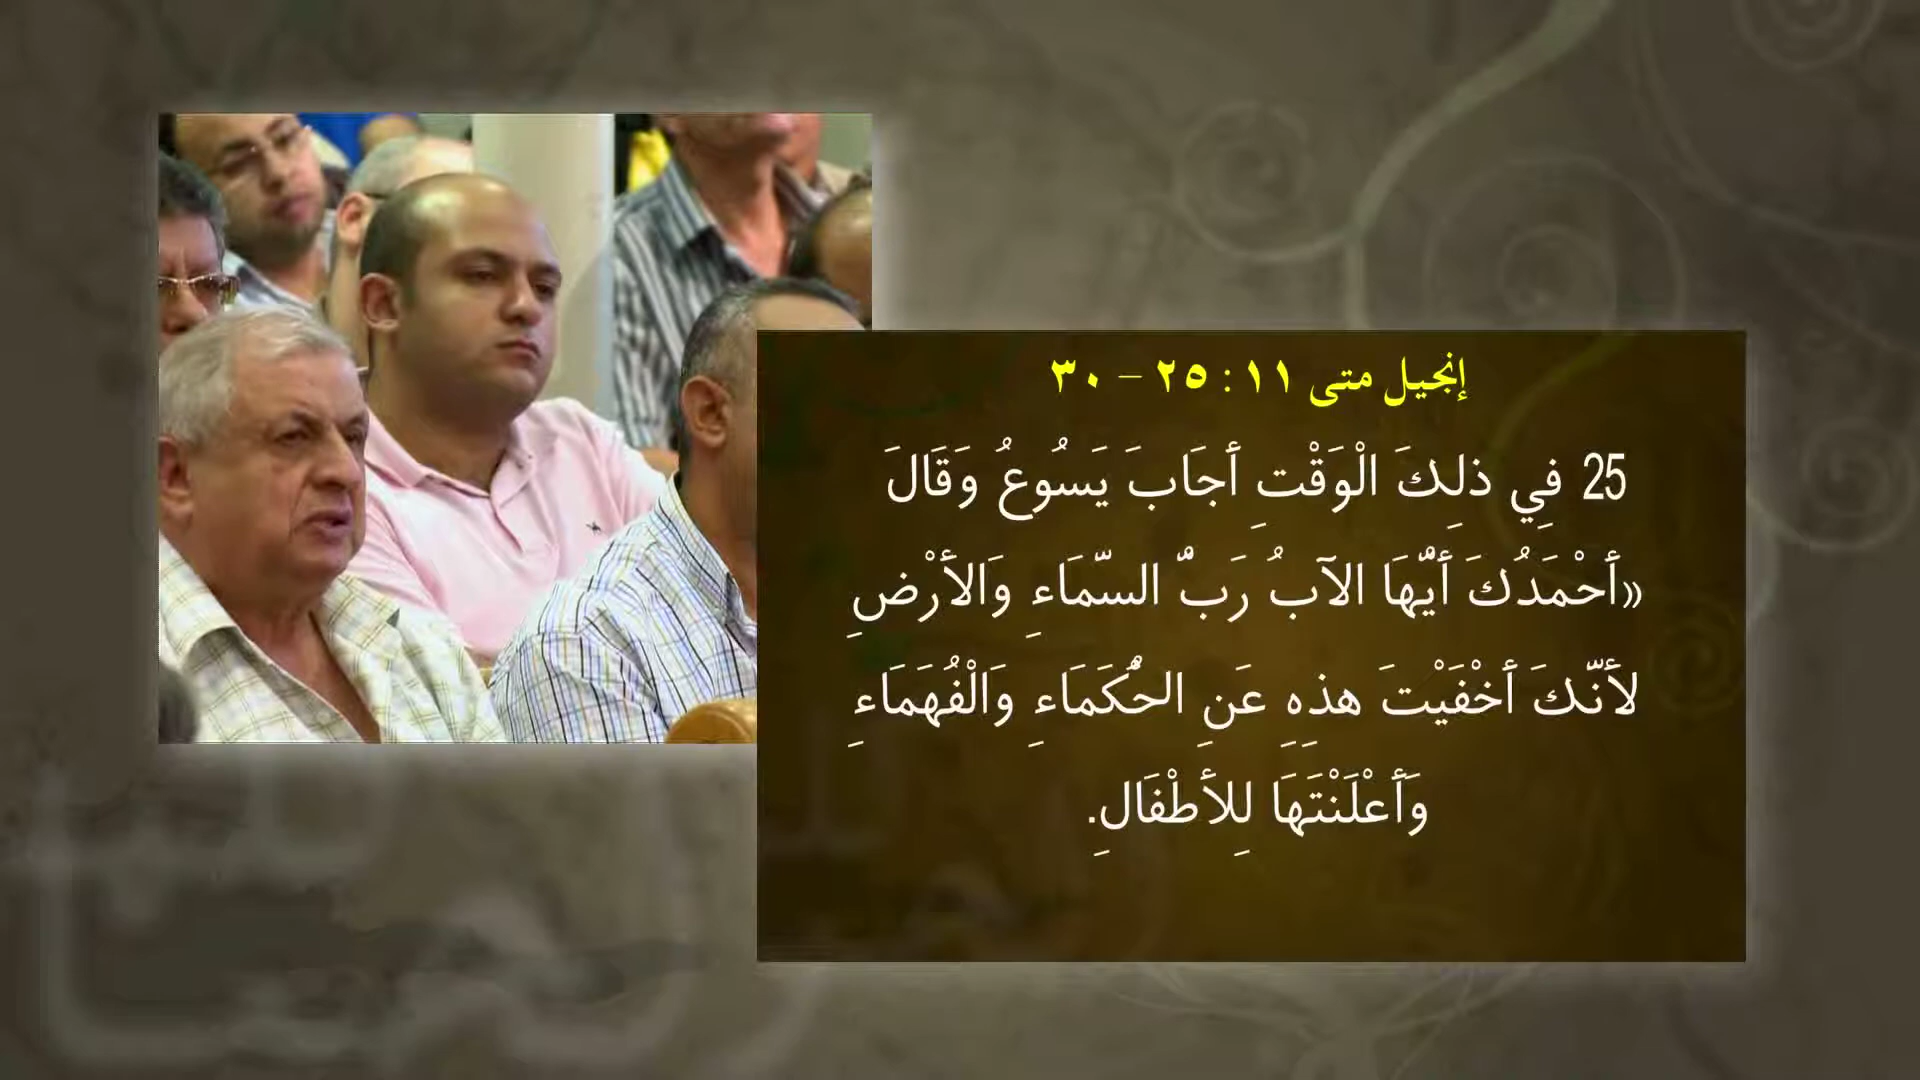 إنجيل متى ١١ : ٢٥ – ٣٠
25 فِي ذلِكَ الْوَقْتِ أَجَابَ يَسُوعُ وَقَالَ
«أَحْمَدُكَ أَيُّهَا الآبُ رَبُّ السَّمَاءِ وَالأَرْضِ
لأَنَّكَ أَخْفَيْتَ هذِهِ عَنِ الحُكَمَاءِ وَالْفُهَمَاءِ
وَأَعْلَنْتَهَا لِلأَطْفَالِ.